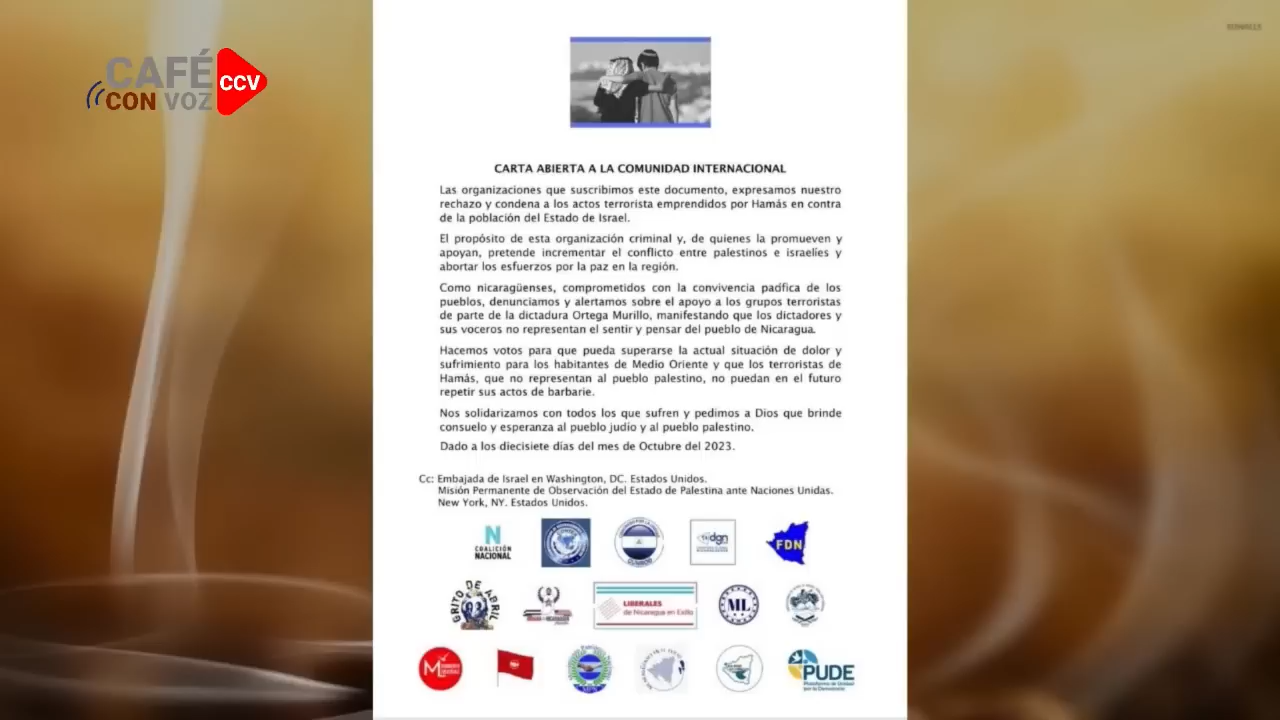 CAFÉ
CON VOZ
CCV
CARTA ABIERTA A LA COMUNIDAD INTERNACIONAL
Las organizaciones que suscribimos este documento, expresamos nuestro
rechazo y condena a los actos terrorista emprendidos por Hamás en contra
de la población del Estado de Israel.
El propósito de esta organización criminal y, de quienes la promueven y
apoyan, pretende incrementar el conflicto entre palestinos e israelíes y
abortar los esfuerzos por la paz en la región.
Como nicaragüenses, comprometidos con la convivencia pacífica de los
pueblos, denunciamos y alertamos sobre el apoyo a los grupos terroristas
de parte de la dictadura Ortega Murillo, manifestando que los dictadores y
sus voceros no representan el sentir y pensar del pueblo de Nicaragua.
Hacemos votos para que pueda superarse la actual situación de dolor y
sufrimiento para los habitantes de Medio Oriente y que los terroristas de
Hamás, que no representan al pueblo palestino, no puedan en el futuro
repetir sus actos de barbarie.
Nos solidarizamos con todos los que sufren y pedimos a Dios que brinde
consuelo y esperanza al pueblo judío y al pueblo palestino.
Dado a los diecisiete días del mes de Octubre del 2023.
Cc: Embajada de Israel en Washington, DC. Estados Unidos.
Misión Permanente de Observación del Estado de Palestina ante Naciones Unidas.
New York, NY. Estados Unidos.
N
COALICIÓN
NACIONAL
dgn
FDN
GRITO DE ABRIL
LIBERALES
de Nicaragua en Exilio
ML
M
PUDE
Plataforma de Unidad
por la Democracia